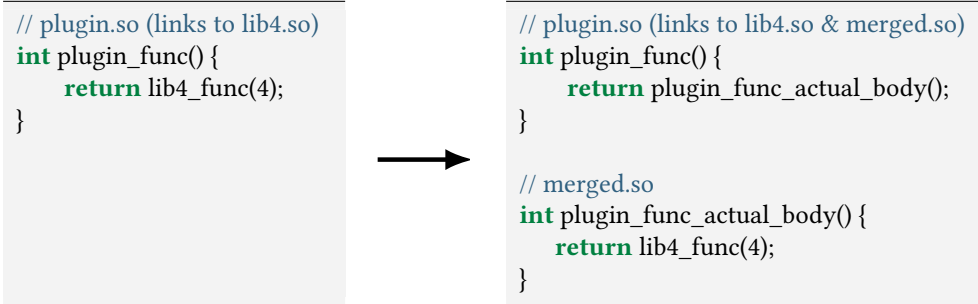 // plugin.so (links to lib4.so)
int plugin_func() {
return lib4_func(4);
}
// plugin.so (links to lib4.so & merged.so)
int plugin_func() {
return plugin_func_actual_body();
}
// merged.so
int plugin_func_actual_body() {
return lib4_func(4);
}